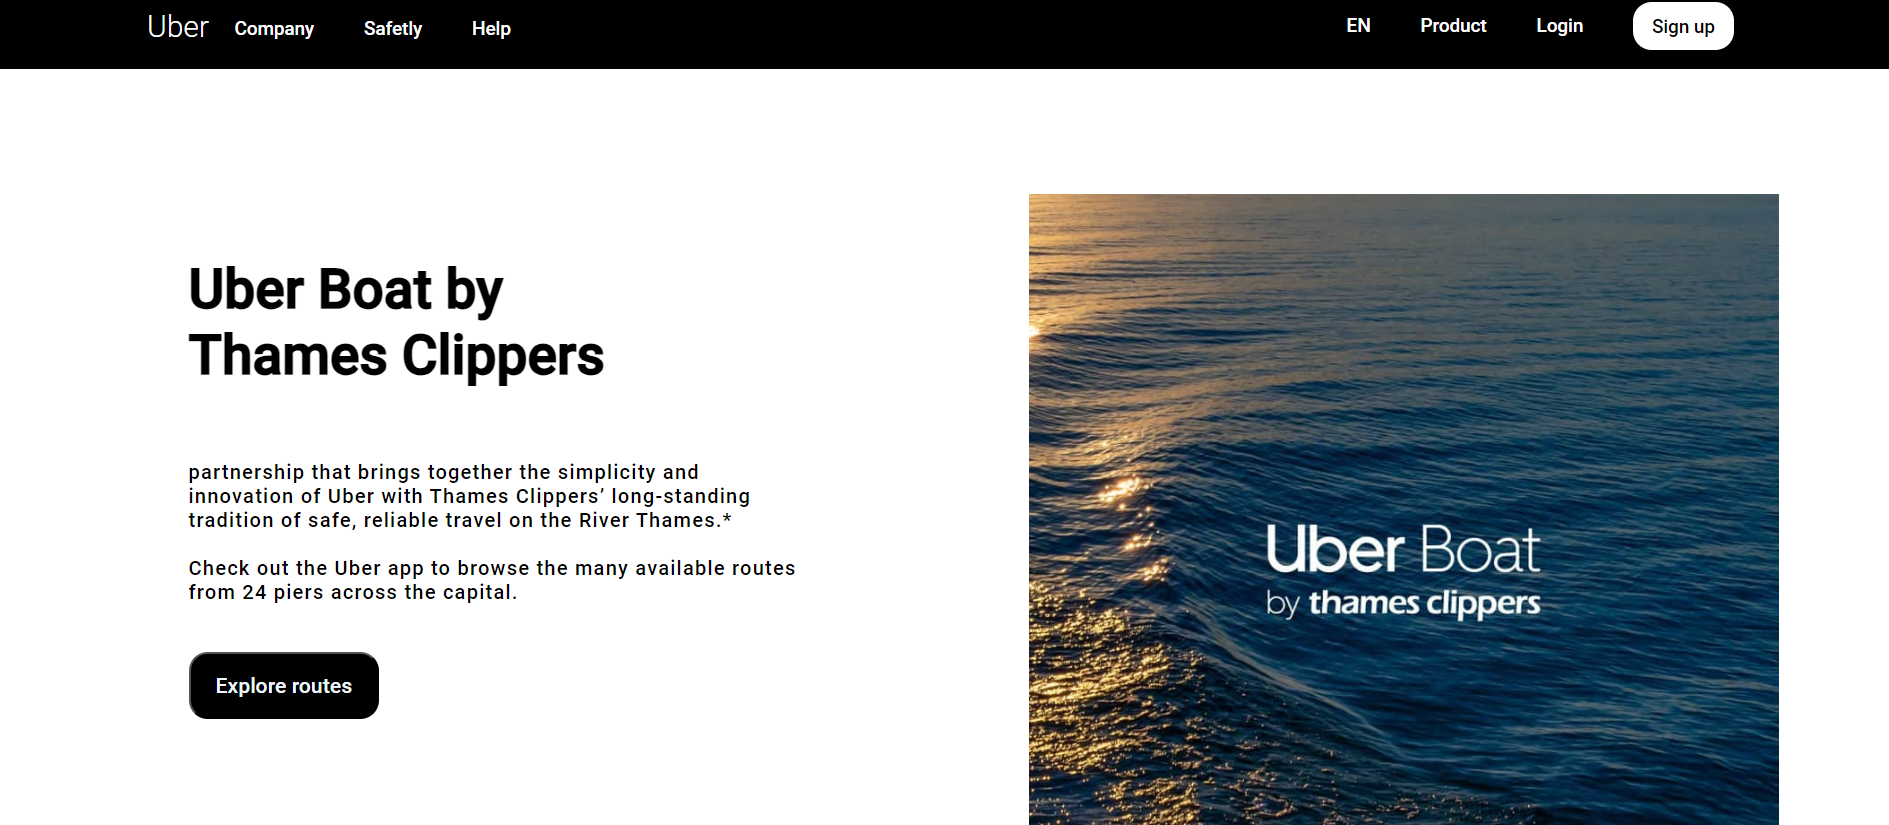 Uber Company Safetly Help EN Product Login Sign up
Uber Boat by
Thames Clippers
partnership that brings together the simplicity and
innovation of Uber with Thames Clippers’ long-standing
tradition of safe, reliable travel on the River Thames.*
Check out the Uber app to browse the many available routes
from 24 piers across the capital.
Explore routes
Uber Boat
by thames clippers